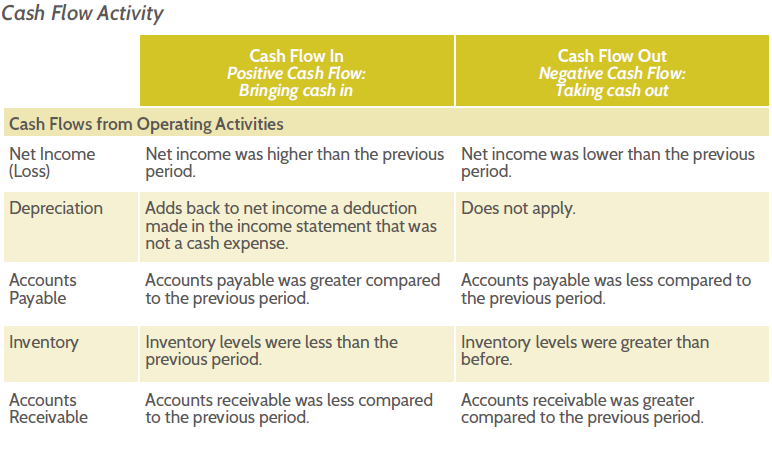 Cash Flow Activity
Cash Flow In
Positive Cash Flow:
Bringing cash in
Cash Flow Out
Negative Cash Flow:
Taking cash out
Cash Flows from Operating Activities
Net Income
(Loss)
Net income was higher than the previous
period.
Net income was lower than the previous
period.
Depreciation
Adds back to net income a deduction
made in the income statement that was
not a cash expense.
Does not apply.
Accounts
Payable
Accounts payable was greater compared
to the previous period.
Accounts payable was less compared to
the previous period.
Inventory
Inventory levels were less than the
previous period.
Inventory levels were greater than
before.
Accounts
Receivable
Accounts receivable was less compared
to the previous period.
Accounts receivable was greater
compared to the previous period.